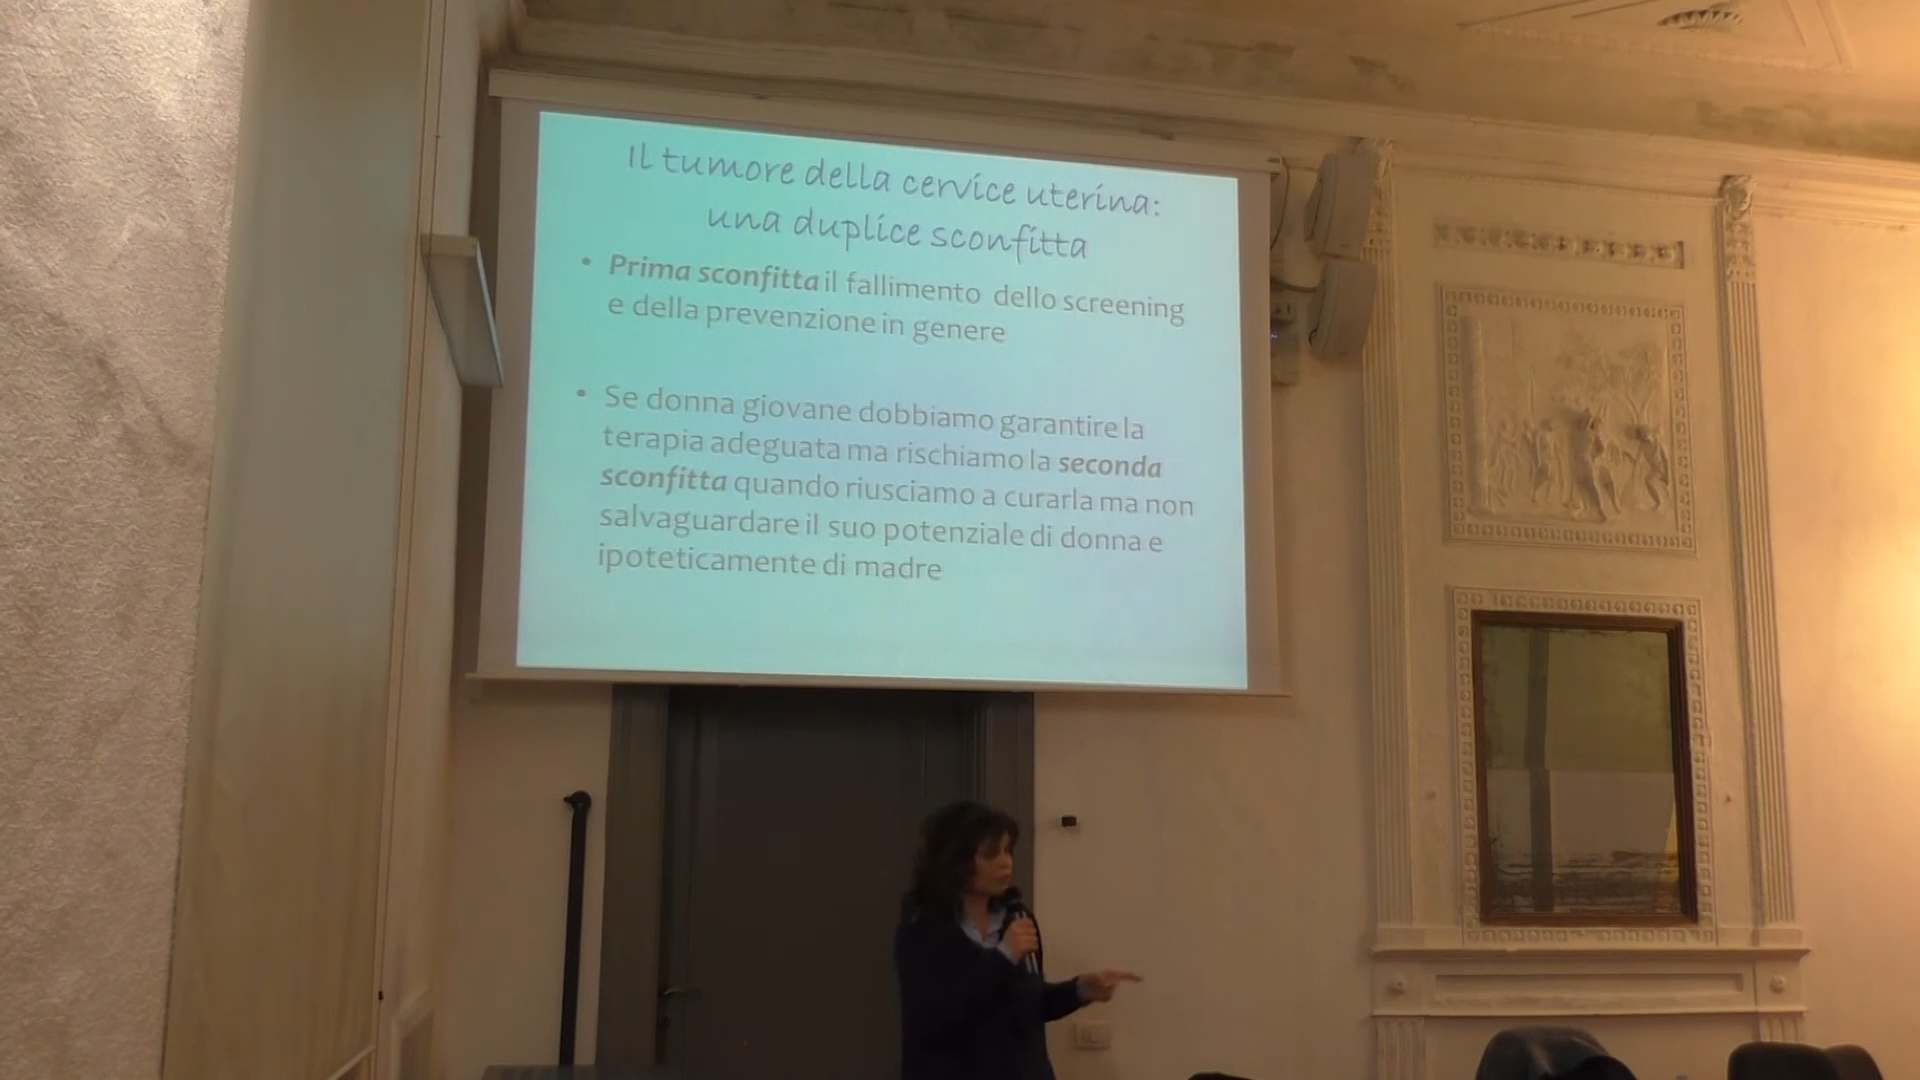 Il tumore della cervice uterina:
una duplice sconfitta
• Prima sconfitta il fallimento dello screening
e della prevenzione in genere
• Se donna giovane dobbiamo garantire la
terapia adeguata ma rischiamo la seconda
sconfitta quando riusciamo a curarla ma non
salvaguardare il suo potenziale di donna e
ipoteticamente di madre